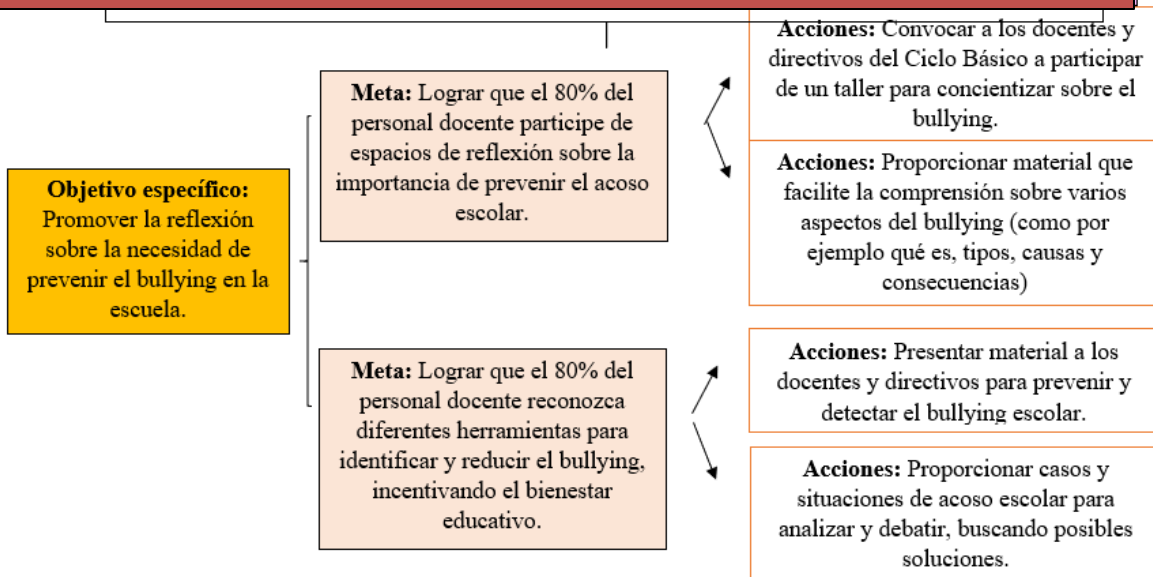 Objetivo específico:
Promover la reflexión
sobre la necesidad de
prevenir el bullying en la
escuela.
Meta: Lograr que el 80% del
personal docente participe de
espacios de reflexión sobre la
importancia de prevenir el acoso
escolar.
Acciones: Convocar a los docentes y
directivos del Ciclo Básico a participar
de un taller para concientizar sobre el
bullying.
Acciones: Proporcionar material que
facilite la comprensión sobre varios
aspectos del bullying (como por
ejemplo qué es, tipos, causas y
consecuencias)
Meta: Lograr que el 80% del
personal docente reconozca
diferentes herramientas para
identificar y reducir el bullying,
incentivando el bienestar
educativo.
Acciones: Presentar material a los
docentes y directivos para prevenir y
detectar el bullying escolar.
Acciones: Proporcionar casos y
situaciones de acoso escolar para
analizar y debatir, buscando posibles
soluciones.